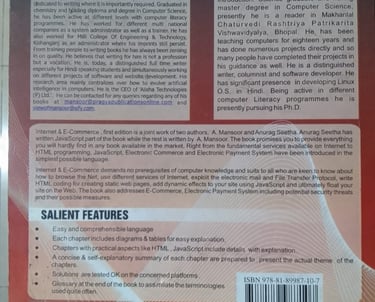 dedicated to writing where it is importantly required. Graduated in
chemistry and gaining diploma and degree in Computer Science,
he has been active at different levels with computer literacy
programmes. He has worked for different multi national
companies as a system administrator as well as a trainer. He has
also worked for HMB College Of Engineering & Technology,
Kishanganj as an administrator where his imprints still persist.
From training people to writing books he has always been limiting
on quality. He believes that writing for him is not a profession
but a vocation. He is, today, a distinguished full time writer
especially for Hindi speaking students and simultaneously working
on different projects of software and website development. His
research area mainly centralizes over how to evolve artificial
intelligence in computers. He is the CEO of Aasha Technologies
(P) Ltd. He can be contacted for any queries regarding any of his
books at mansoor@pragyapublicationsonline.com and
master degree in Computer Science,
presently he is a reader in Makhanlal
Chaturvedi Rashtriya Patrikarita
Vishwavidyalya, Bhopal. He has been
teaching computers for eighteen years and
has done numerous projects directly and so
many people have completed their projects in
his guidance as well. He is a distinguished
writer, columnist and software developer. He
has significant presence in developing Linux
O.S. in Hindi. Being active in different
computer Literacy programmes he is
presently pursuing his Ph.D.
Internet & E-Commerce , first edition is a joint work of two authors, A. Mansoor and Anurag Seetha. Anurag Seetha has
written JavaScript part of the book while the rest is written by A. Mansoor. The book promises you to provide everything
you will hardly find in any book available in the market. Right from the fundamental services available on Internet to
HTML programming, JavaScript, Electronic Commerce and Electronic Payment System have been introduced in the
simplest possible language.
Internet & E-Commerce demands no prerequisites of computer knowledge and suits to all who are keen to know about
how to browse the Net, use different services of Internet, exploit the electronic mail and File Transfer Protocol, write
HTML coding for creating static web pages, add dynamic effects to your site using JavaScript and ultimately float your
site on the Web. The book also addresses E-Commerce, Electronic Payment System including potential security threats
and their possible measures.
SALIENT FEATURES
Easy and comprehensible language
Each chapter includes diagrams & tables for easy explanation.
Chapters with practical aspects like HTML, JavaScript include details, with explanation.
A concise & self-explanatory summary of each chapter are prepared to present the actual theme of the
chapters.
Solutions are tested OK on the concerned platforms.
Glossary at the end of the book to assimilate the terminologies
used quite often.
ISBN 978-81-89987-10-7